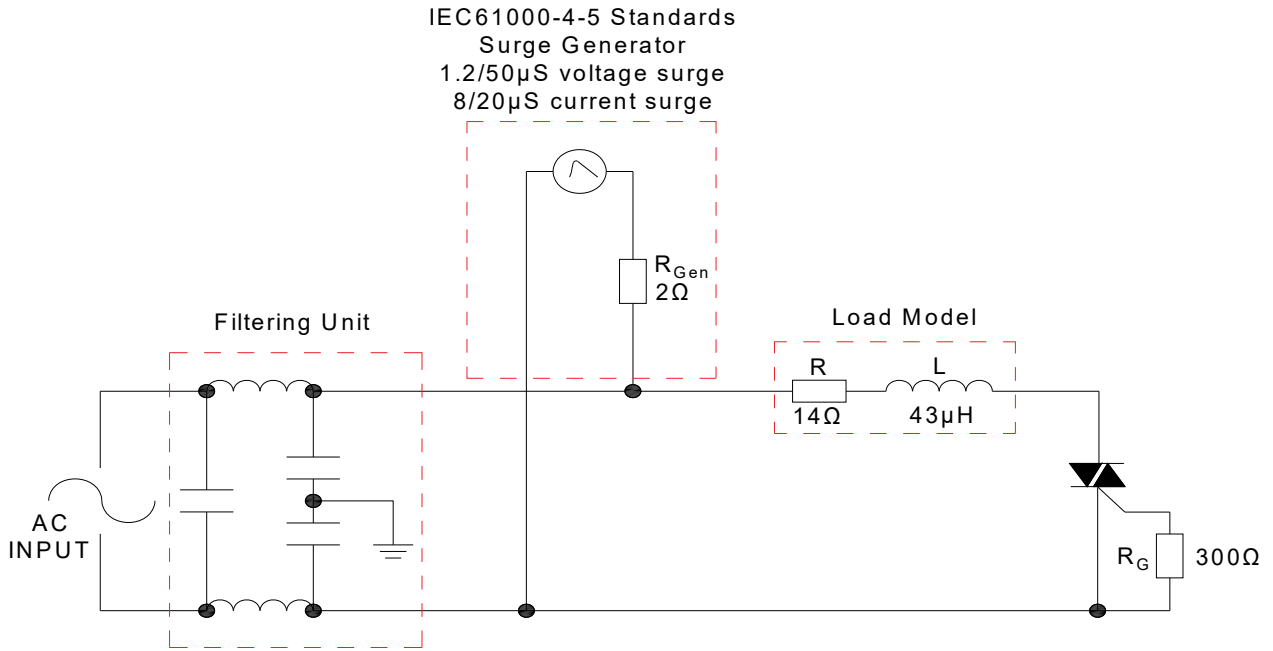 IEC61000-4-5 Standards
Surge Generator
1.2/50µS voltage surge
8/20µS current surge
R_Gen
2Ω
Filtering Unit
Load Model
R
L
14Ω
43µH
AC
INPUT
R_G
300Ω